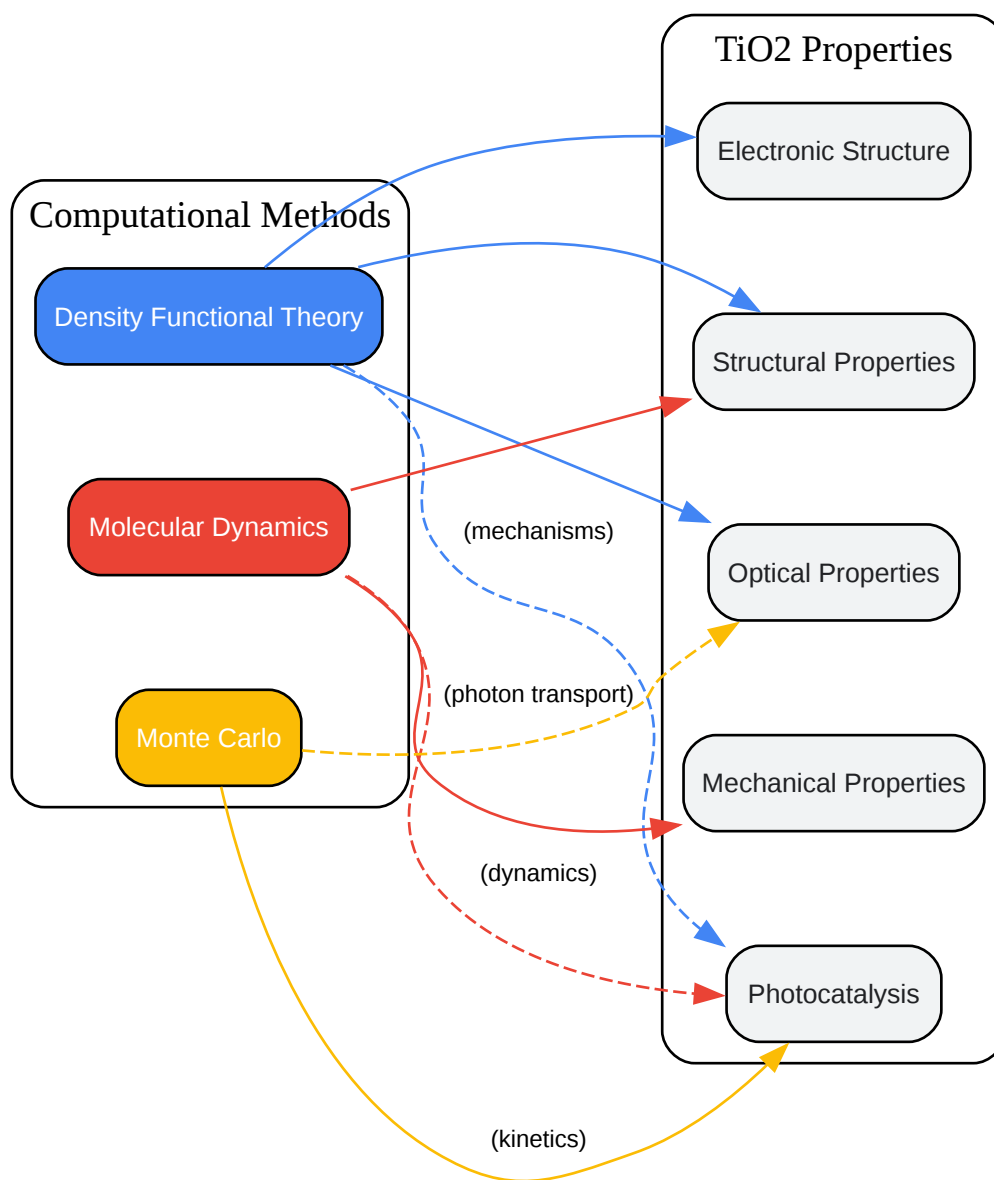 TiO2 Properties
Electronic Structure
Computational Methods
Density Functional Theory
Structural Properties
Molecular Dynamics
(mechanisms)
Optical Properties
(photon transport)
Monte Carlo
Mechanical Properties
(dynamics)
Photocatalysis
(kinetics)